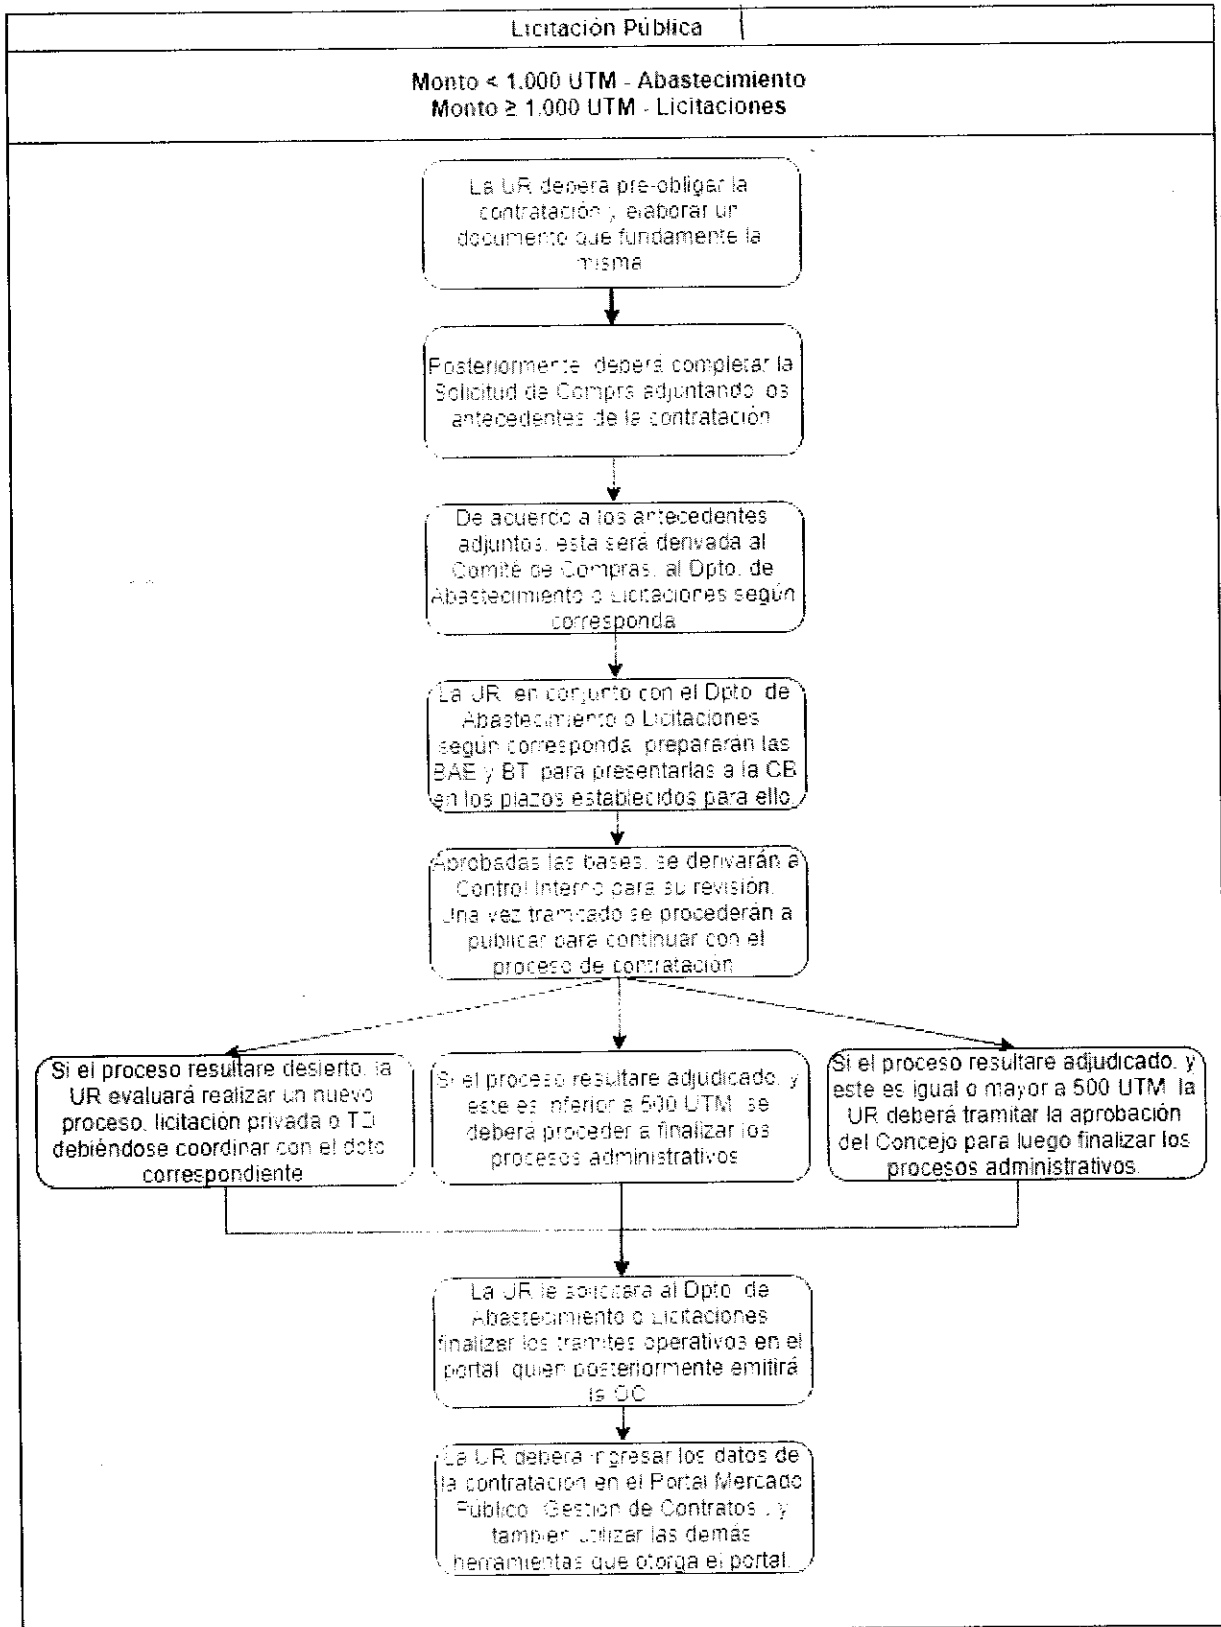 Licitación Pública
Monto < 1.000 UTM - Abastecimiento
Monto ≥ 1.000 UTM - Licitaciones
La UR deberá pre-obligar la
contratación y elaborar un
documento que fundamente la
misma
Posteriormente deberá completar la
Solicitud de Compra adjuntando los
antecedentes de la contratación
De acuerdo a los antecedentes
adjuntos, esta será derivada al
Comité de Compras, al Dpto. de
Abastecimiento o Licitaciones según
corresponda
La UR en conjunto con el Dpto. de
Abastecimiento o Licitaciones
según corresponda prepararán las
BAE y BT para presentarlas a la CB
en los plazos establecidos para ello.
Aprobadas las bases, se derivarán a
Control Interno para su revisión.
Una vez tramitado se procederán a
publicar para continuar con el
proceso de contratación
Si el proceso resultare desierto, la
UR evaluará realizar un nuevo
proceso, licitación privada o TD
debiéndose coordinar con el dpto
correspondiente
Si el proceso resultare adjudicado, y
este es inferior a 500 UTM se
deberá proceder a finalizar los
procesos administrativos
Si el proceso resultare adjudicado, y
este es igual o mayor a 500 UTM la
UR deberá tramitar la aprobación
del Concejo para luego finalizar los
procesos administrativos.
La UR le solicitará al Dpto. de
Abastecimiento o Licitaciones
finalizar los trámites operativos en el
portal quien posteriormente emitirá
la OC
La UR deberá ingresar los datos de
la contratación en el Portal Mercado
Público Gestión de Contratos , y
también utilizar las demás
herramientas que otorga el portal.